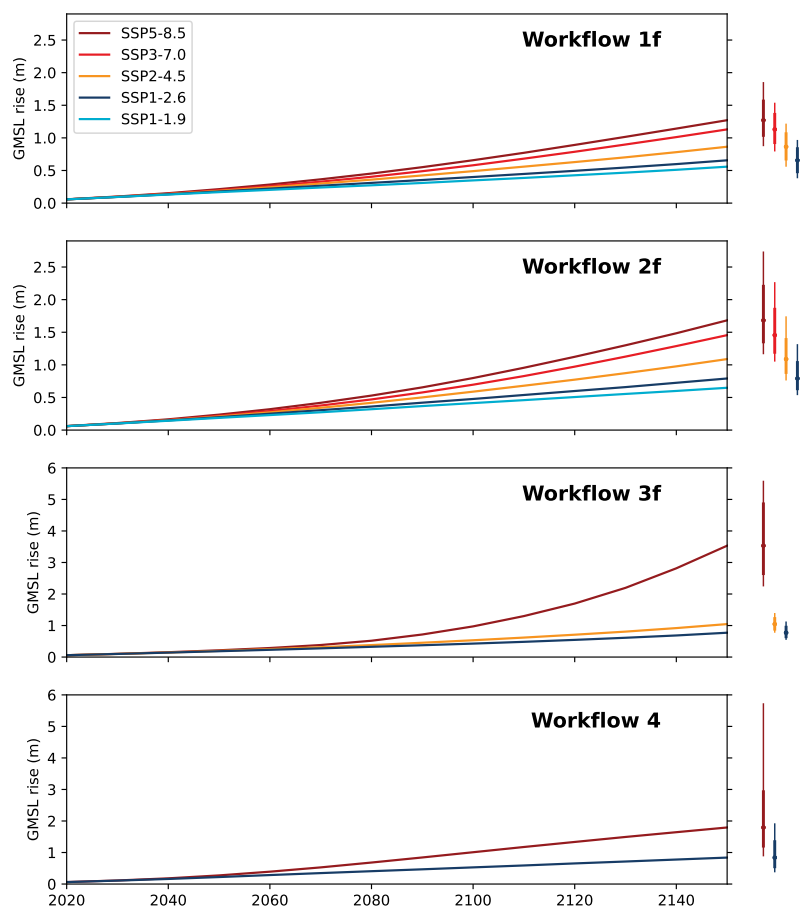 Workflow 1f
SSP5-8.5
SSP3-7.0
SSP2-4.5
SSP1-2.6
SSP1-1.9
GMSL rise (m)
2.5
2.0
1.5
1.0
0.5
0.0
Workflow 2f
GMSL rise (m)
2.5
2.0
1.5
1.0
0.5
0.0
Workflow 3f
GMSL rise (m)
6
5
4
3
2
1
0
Workflow 4
GMSL rise (m)
6
5
4
3
2
1
0
2020 2040 2060 2080 2100 2120 2140